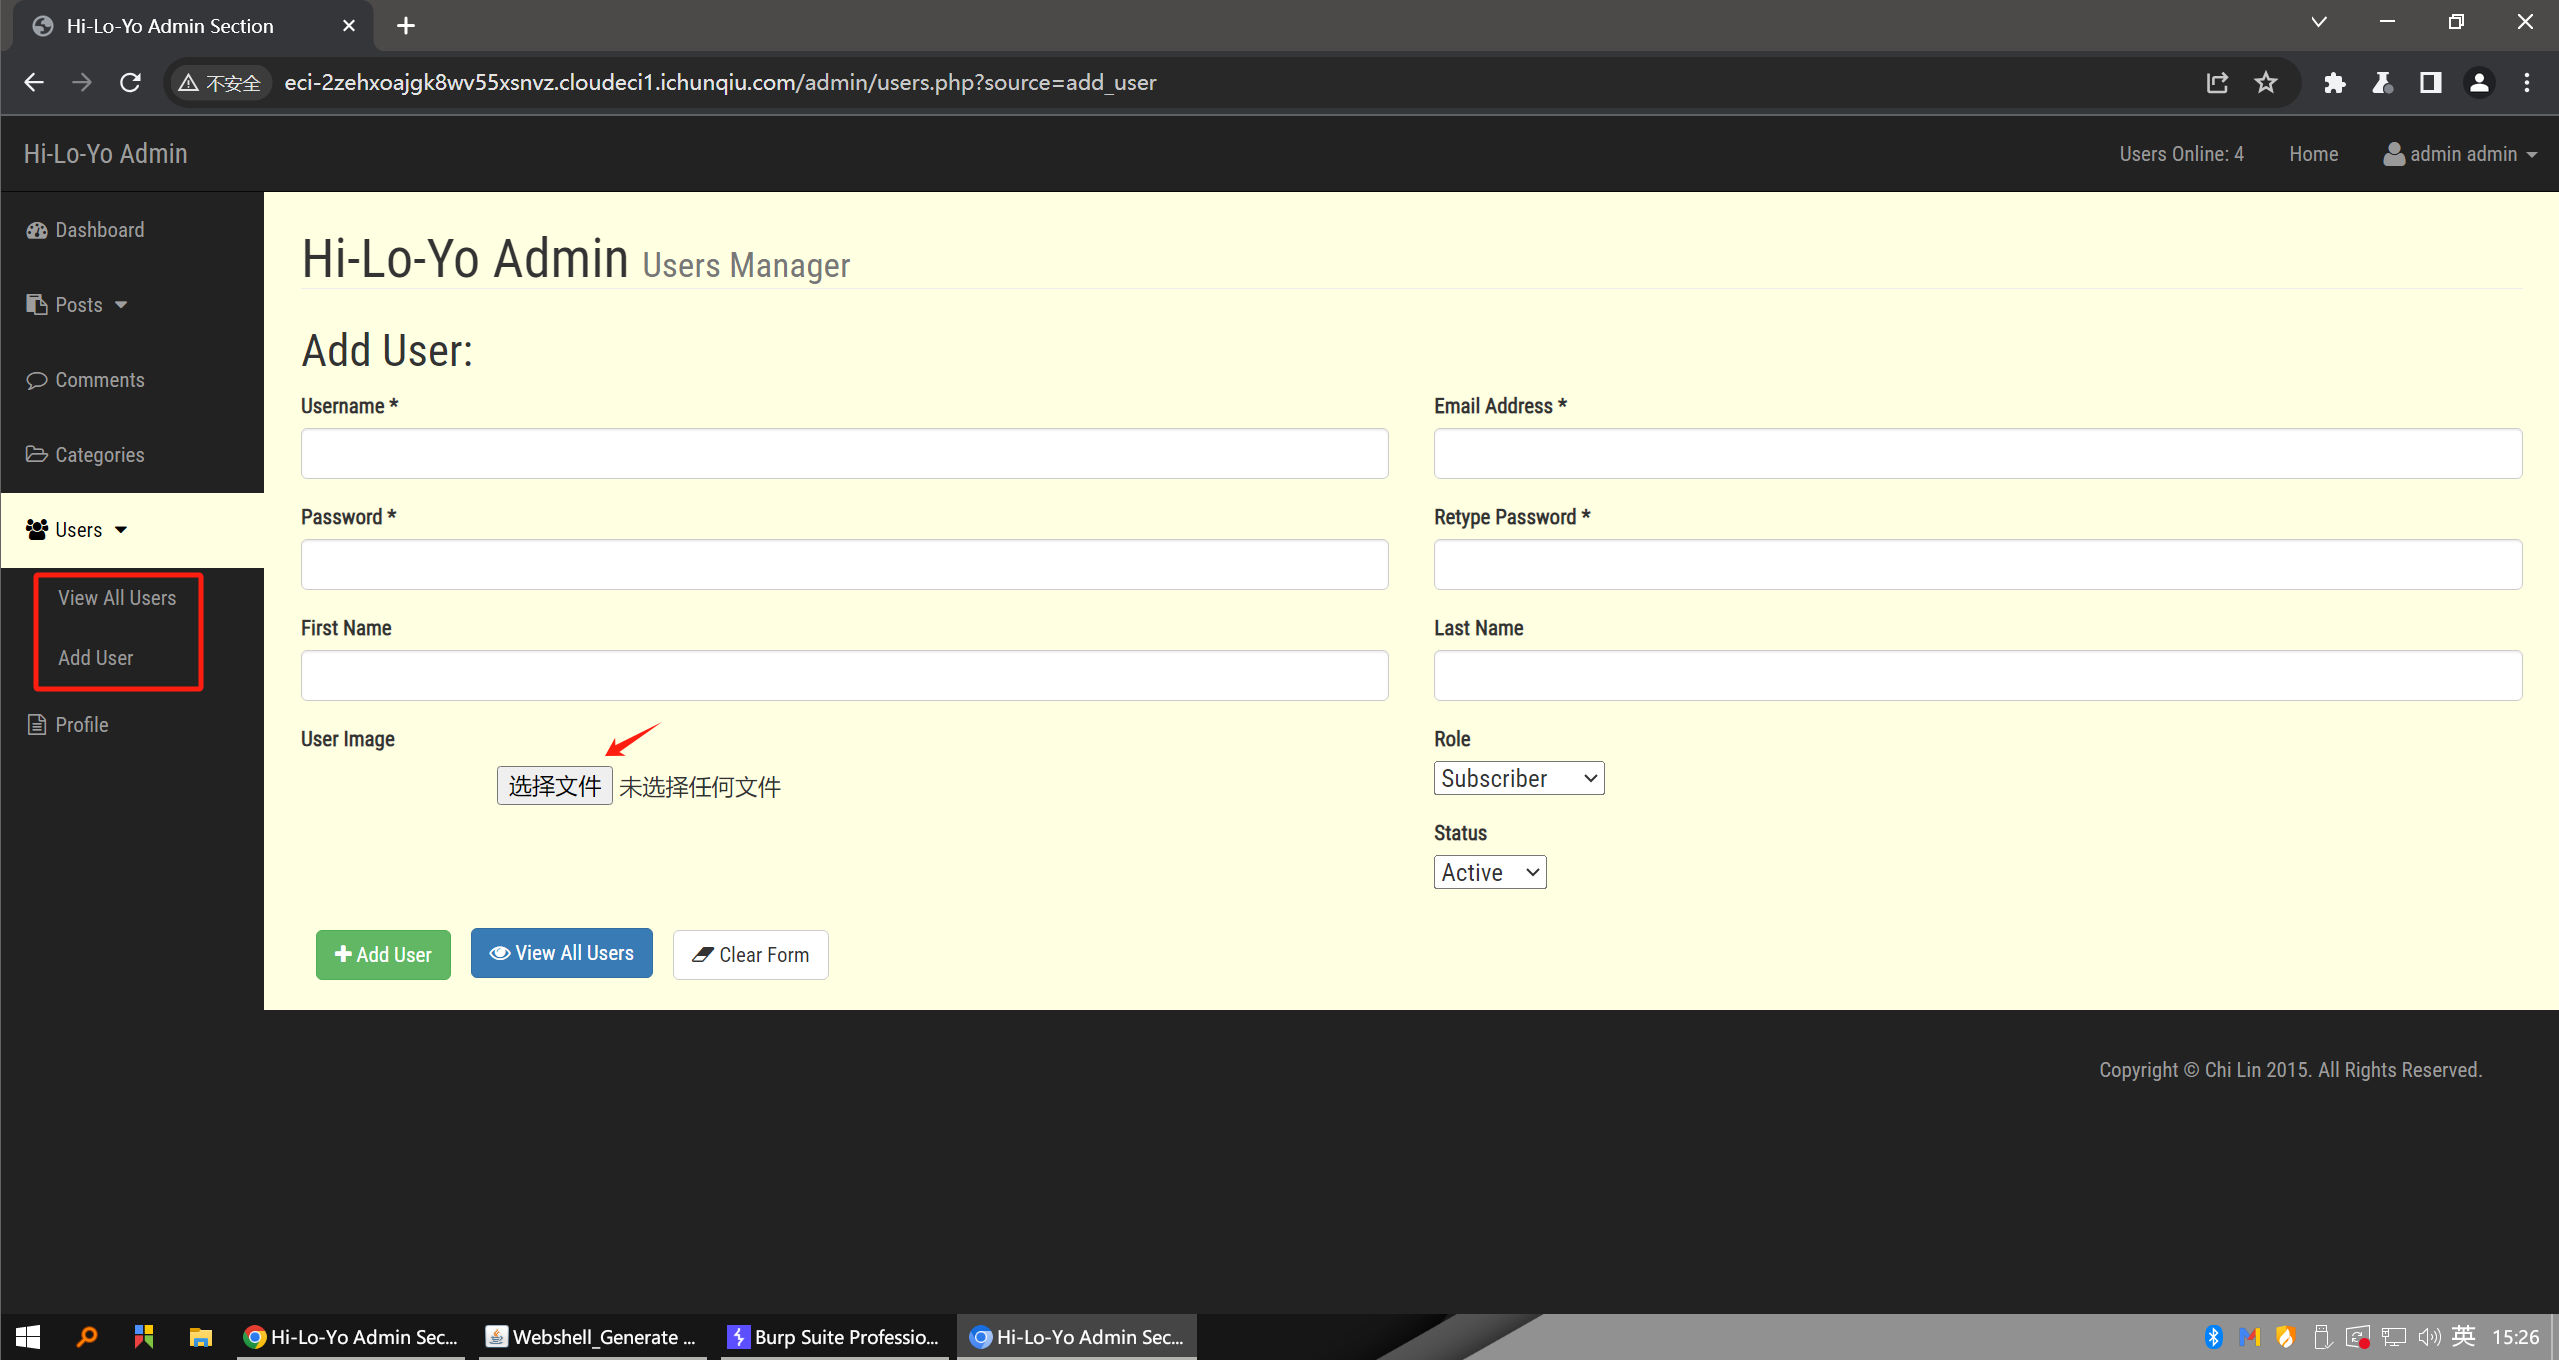 Hi-Lo-Yo Admin Section
不安全
eci-2zehxoajgk8wv55xsnvz.cloudeci1.ichunqiu.com/admin/users.php?source=add_user
Hi-Lo-Yo Admin
Users Online: 4
Home
admin admin
Dashboard
Posts
Comments
Categories
Users
View All Users
Add User
Profile
Hi-Lo-Yo Admin Users Manager
Add User:
Username *
Email Address *
Password *
Retype Password *
First Name
Last Name
User Image
选择文件 未选择任何文件
Role
Subscriber
Status
Active
Add User
View All Users
Clear Form
Copyright © Chi Lin 2015. All Rights Reserved.
Hi-Lo-Yo Admin Sec...
Webshell_Generate ...
Burp Suite Professio...
Hi-Lo-Yo Admin Sec...
英
15:26